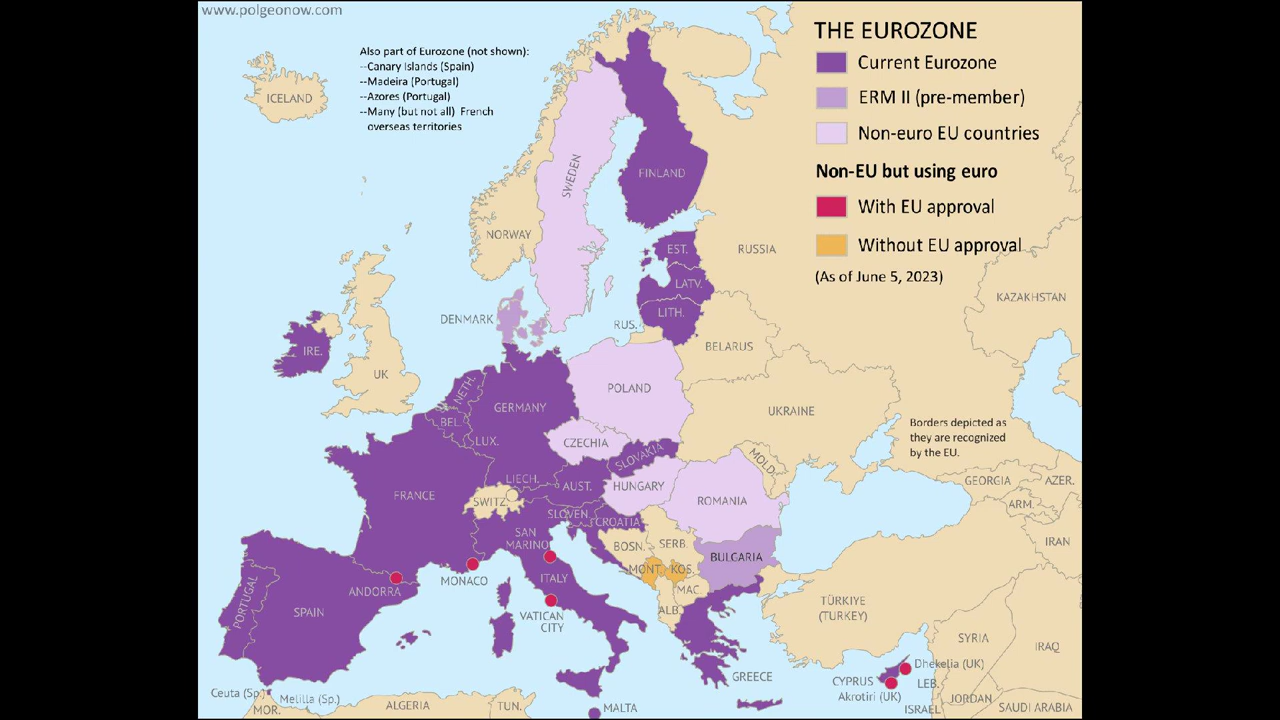 www.polgeonow.com
THE EUROZONE
Current Eurozone
ERM II (pre-member)
Non-euro EU countries
Non-EU but using euro
With EU approval
Without EU approval
(As of June 5, 2023)
Also part of Eurozone (not shown):
--Canary Islands (Spain)
--Madeira (Portugal)
--Azores (Portugal)
--Many (but not all) French
overseas territories
ICELAND
SWEDEN
FINLAND
NORWAY
RUSSIA
EST.
LATV.
LITH.
KAZAKHSTAN
DENMARK
RUS.
BELARUS
IRE.
UK
NETH.
POLAND
GERMANY
BEL.
UKRAINE
Borders depicted as
they are recognized
by the EU.
LUX.
CZECHIA
SLOVAKIA
MOLD.
LIECH.
AUST.
HUNGARY
FRANCE
SWITZ.
ROMANIA
GEORGIA
AZER.
ARM.
SLOVEN.
CROATIA
SAN
MARINO
BOSN.
SERB.
IRAN
BULGARIA
MONT.
KOS.
MONACO
ITALY
ANDORRA
MAC.
PORTUGAL
SPAIN
ALB.
VATICAN
CITY
TÜRKIYE
(TURKEY)
SYRIA
IRAQ
GREECE
Dhekelia (UK)
CYPRUS
LEB.
Akrotiri (UK)
Ceuta (Sp.)
Melilla (Sp.)
MOR.
ALGERIA
TUN.
MALTA
ISRAEL
JORDAN
SAUDI ARABIA